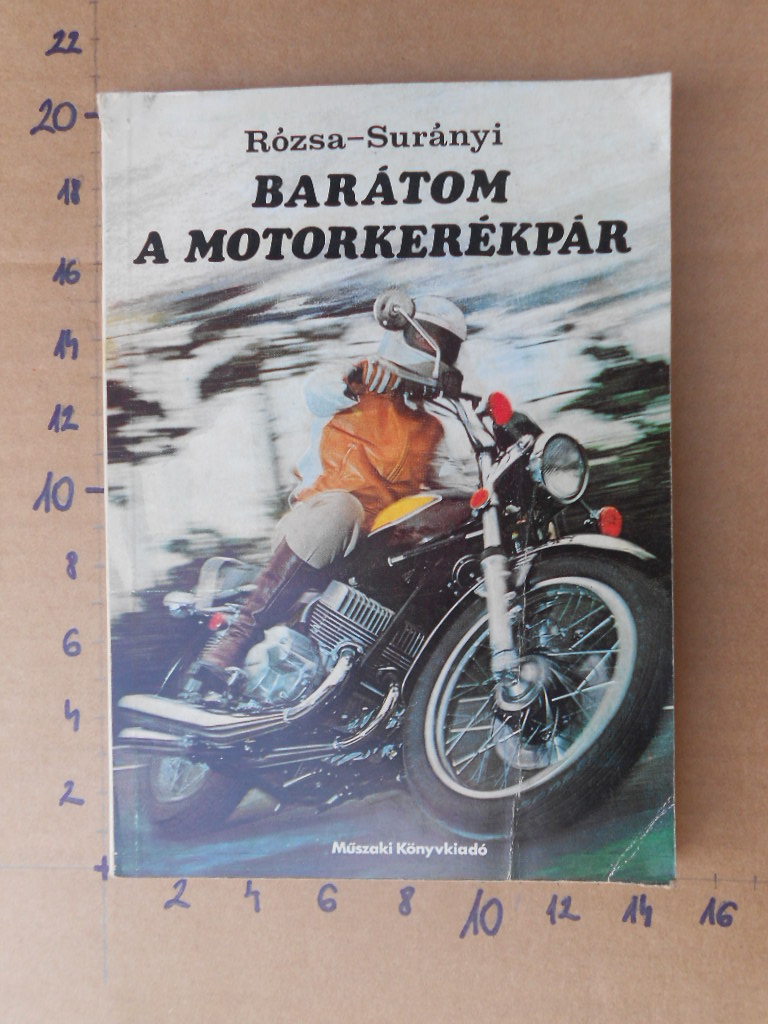 22
20
18
16
14
12
10
8
6
4
2
Rózsa–Surányi
BARÁTOM
A MOTORKERÉKPÁR
Műszaki Könyvkiadó
2 4 6 8 10 12 14 16